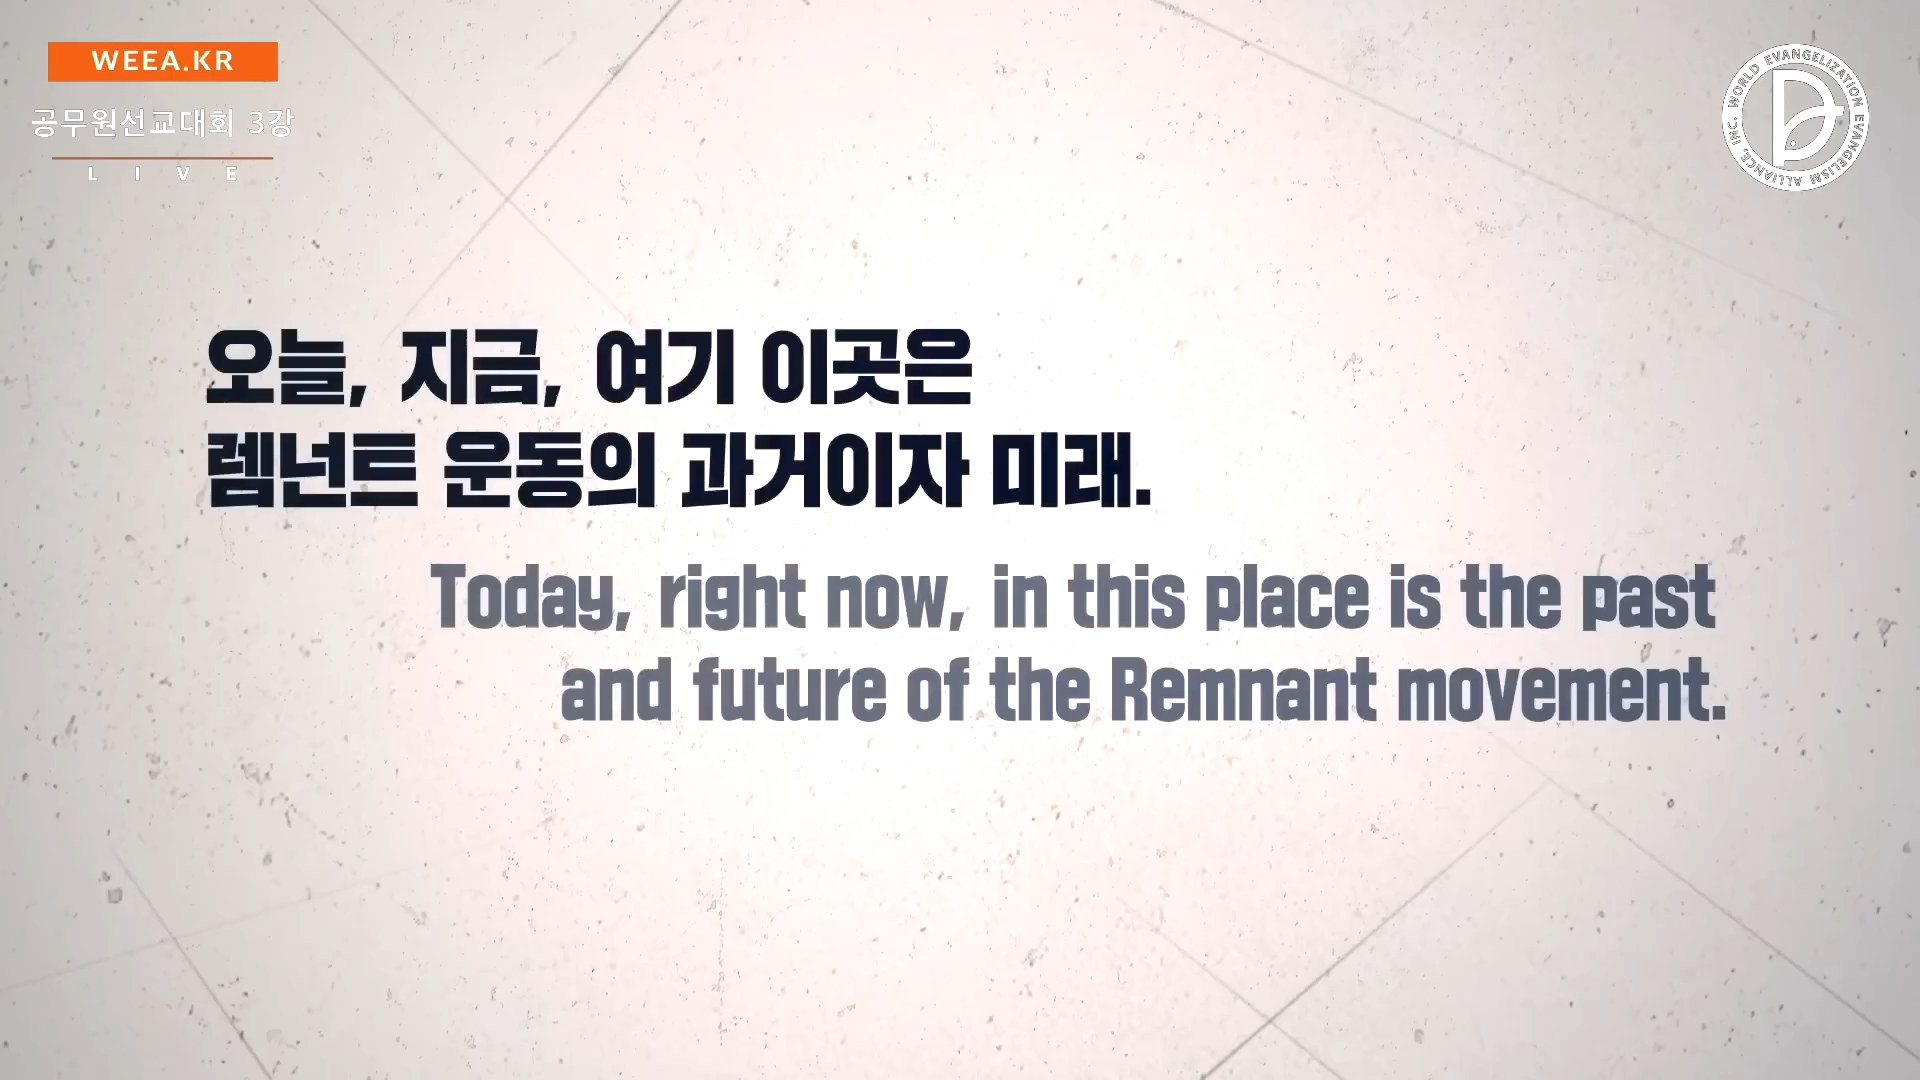 WEEA.KR
공무원선교대회 3강
LIVE
WORLD EVANGELIZATION EVANGELISM ALLIANCE, INC.
오늘, 지금, 여기 이곳은
렘넌트 운동의 과거이자 미래.
Today, right now, in this place is the past
and future of the Remnant movement.